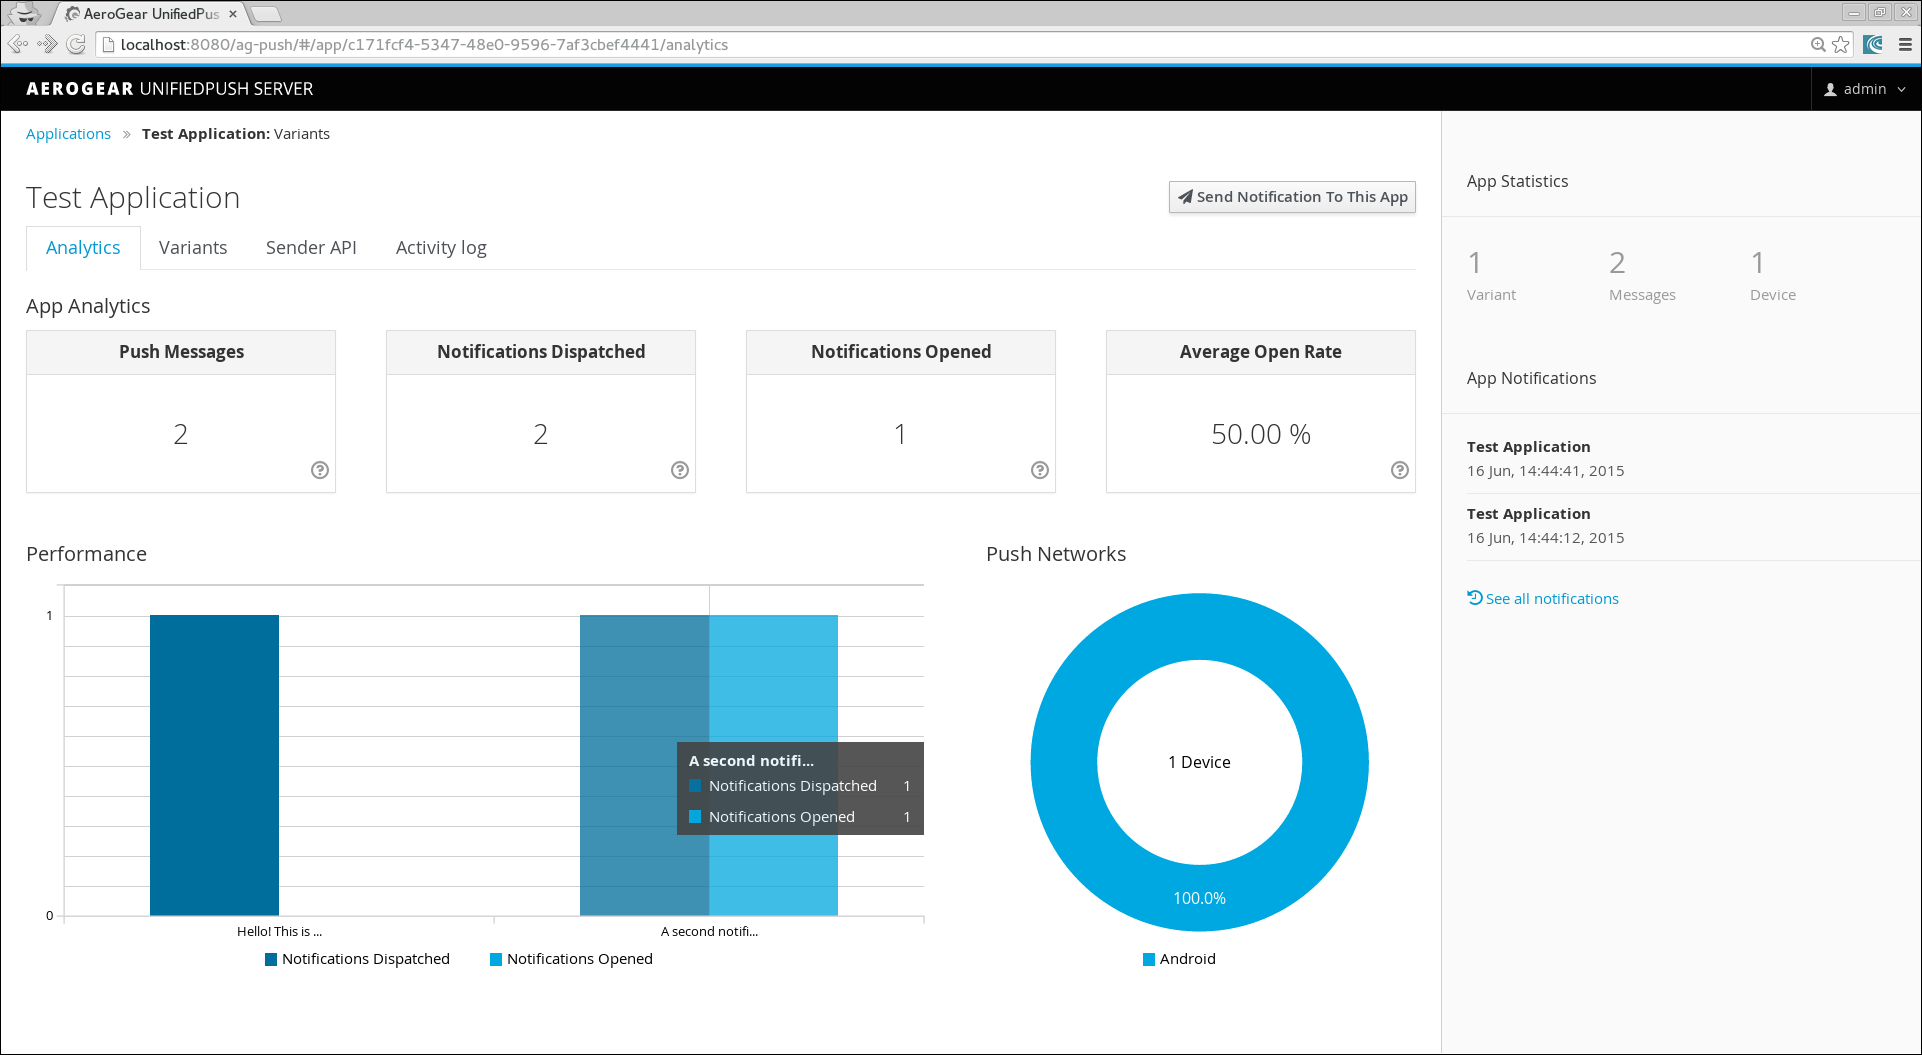 AeroGear UnifiedPus
localhost:8080/ag-push/#/app/c171fcf4-5347-48e0-9596-7af3cbef4441/analytics
AEROGEAR UNIFIEDPUSH SERVER
admin
Applications » Test Application: Variants
Test Application
Send Notification To This App
Analytics Variants Sender API Activity log
App Analytics
Push Messages
2
Notifications Dispatched
2
Notifications Opened
1
Average Open Rate
50.00 %
Performance
1
0
A second notifi...
Notifications Dispatched 1
Notifications Opened 1
Hello! This is ...
A second notifi...
Notifications Dispatched
Notifications Opened
Push Networks
1 Device
100.0%
Android
App Statistics
1 2 1
Variant Messages Device
App Notifications
Test Application
16 Jun, 14:44:41, 2015
Test Application
16 Jun, 14:44:12, 2015
See all notifications